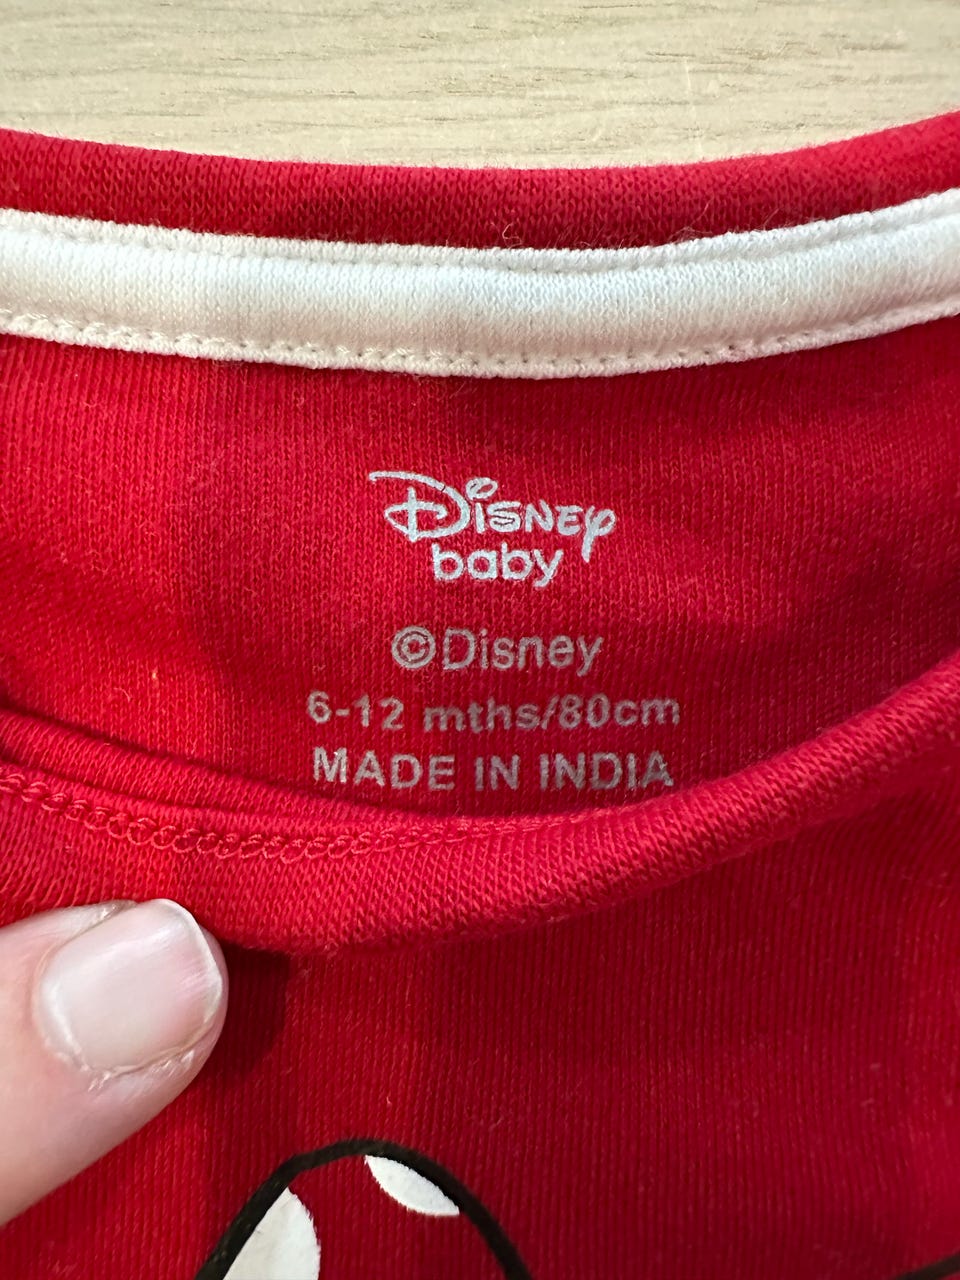 Disney
baby
©Disney
6-12 mths/80cm
MADE IN INDIA